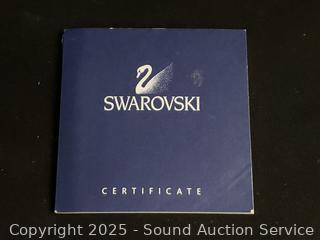 SWAROVSKI
CERTIFICATE
Copyright 2025 - Sound Auction Service